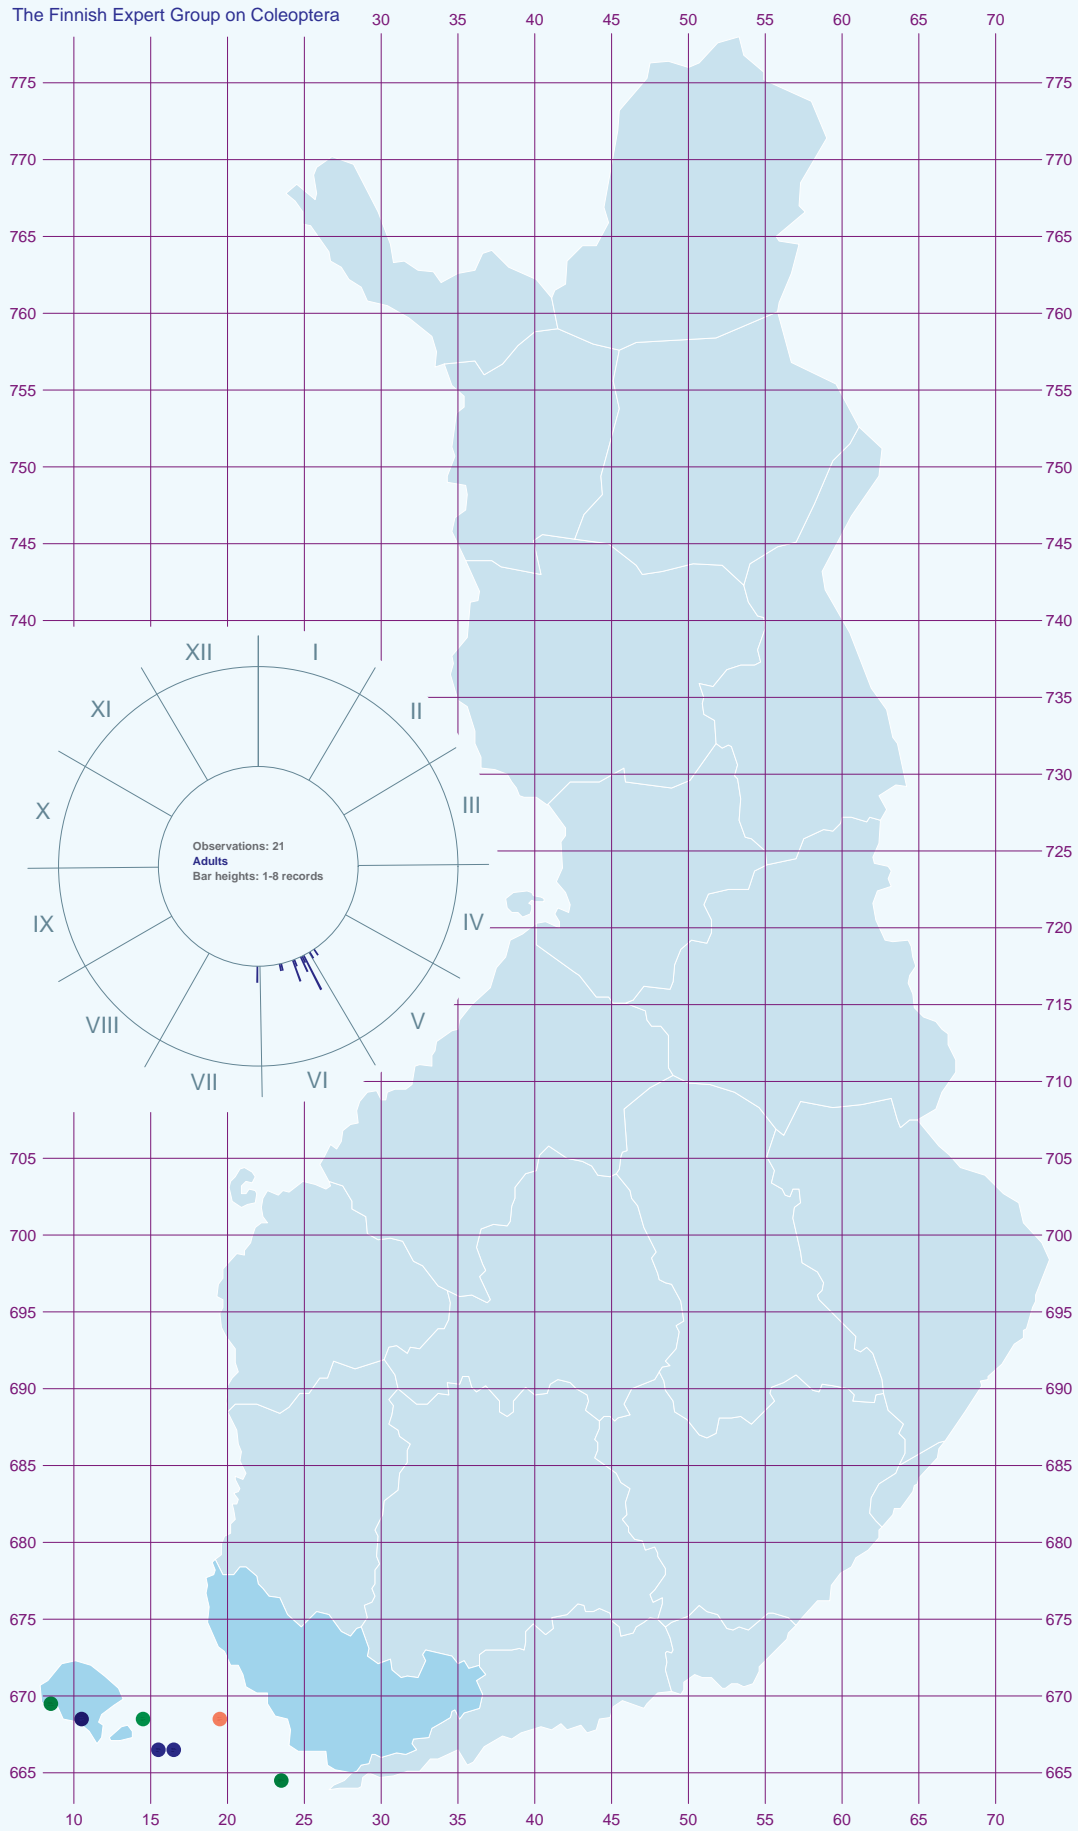 The Finnish Expert Group on Coleoptera
30 35 40 45 50 55 60 65 70
775 775
770 770
765 765
760 760
755 755
750 750
745 745
740 740
XII I
XI II
735
730
X III
725
Observations: 21
Adults
Bar heights: 1-8 records
IX IV
720
VIII V
715
VII VI
710
705 705
700 700
695 695
690 690
685 685
680 680
675 675
670 670
665 665
10 15 20 25 30 35 40 45 50 55 60 65 70